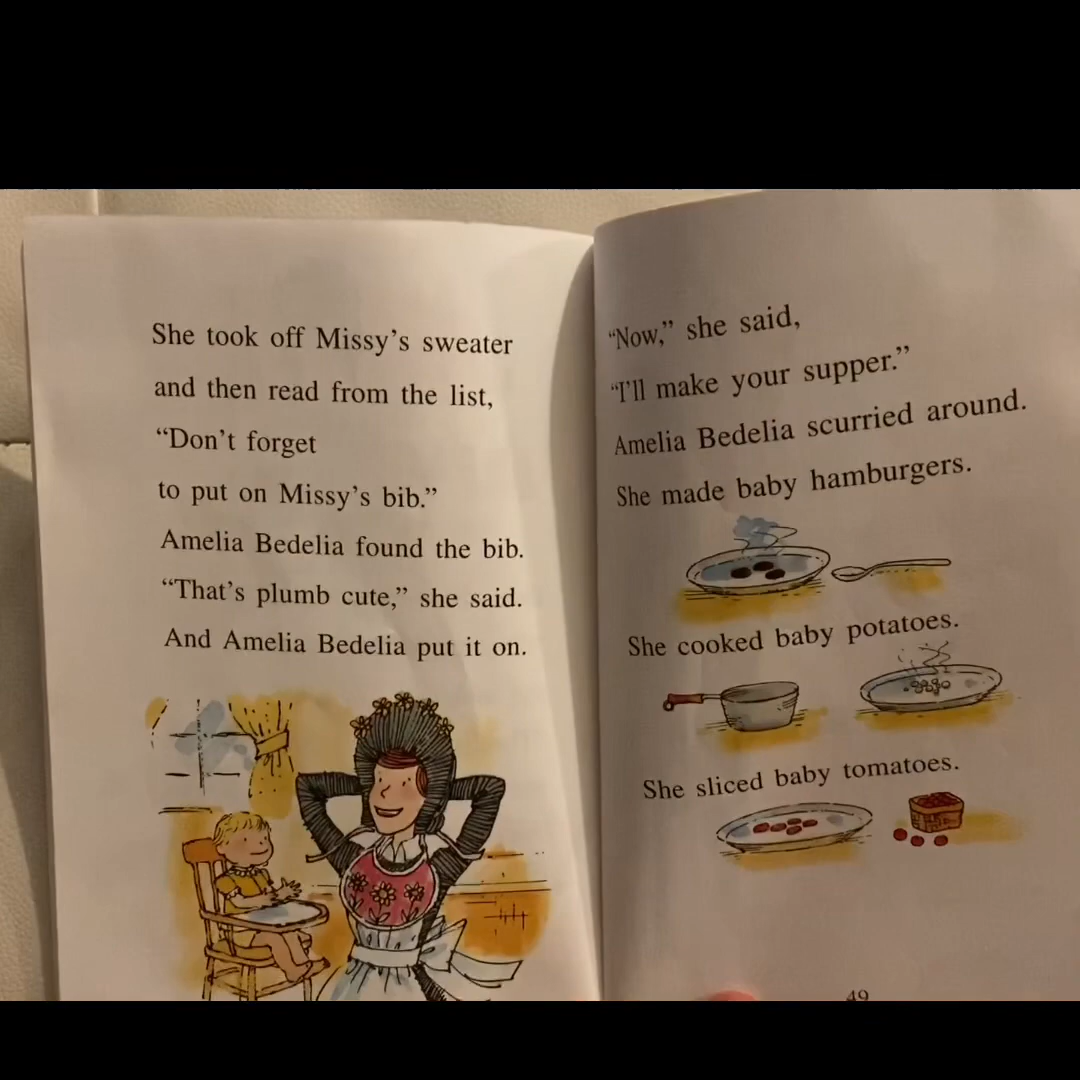 She took off Missy’s sweater
and then read from the list,
“Don’t forget
to put on Missy’s bib.”
Amelia Bedelia found the bib.
“That’s plumb cute,” she said.
And Amelia Bedelia put it on.
“Now,” she said,
“I’ll make your supper.”
Amelia Bedelia scurried around.
She made baby hamburgers.
She cooked baby potatoes.
She sliced baby tomatoes.
49